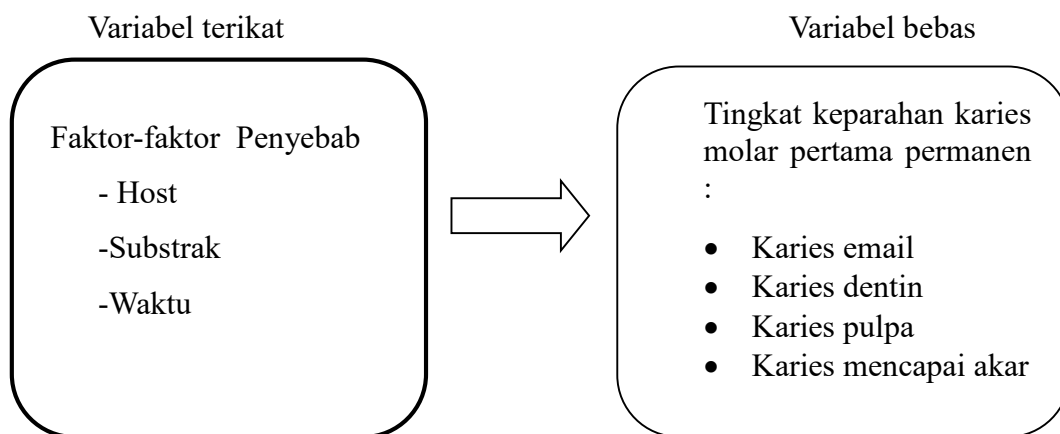 Variabel terikat
Variabel bebas
Faktor-faktor Penyebab
- Host
-Substrak
-Waktu
Tingkat keparahan karies
molar pertama permanen
:
• Karies email
• Karies dentin
• Karies pulpa
• Karies mencapai akar